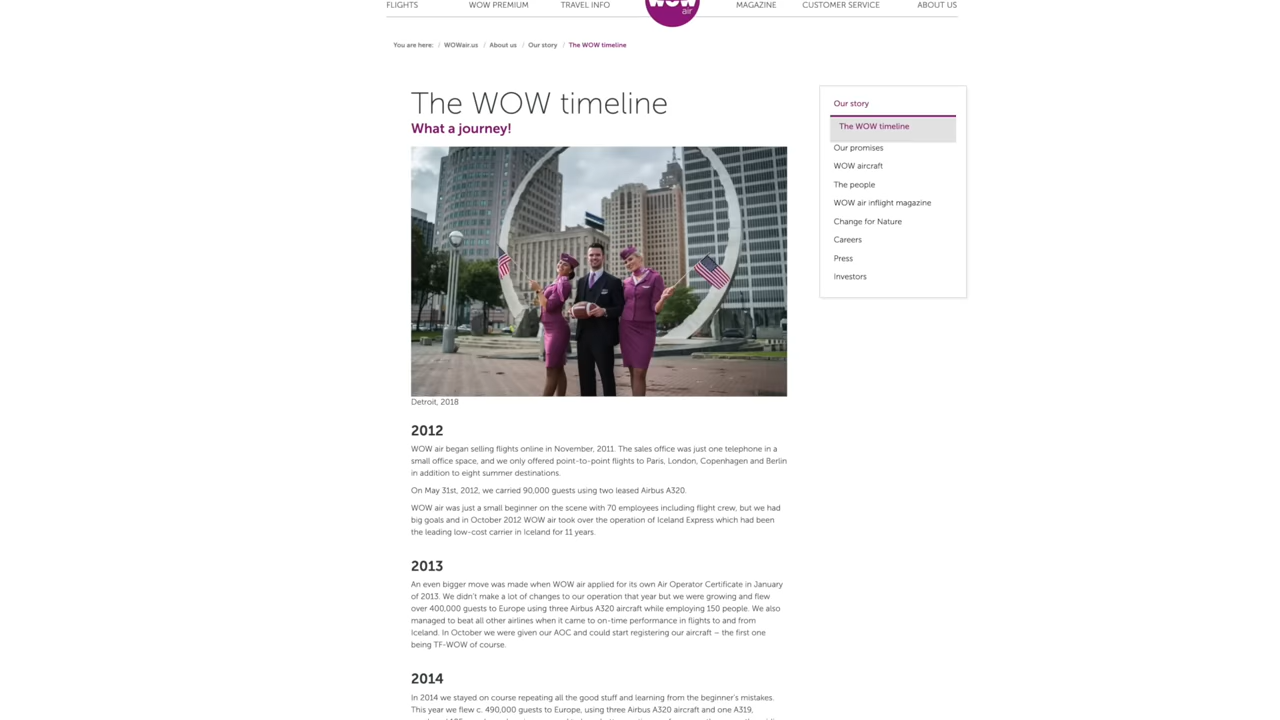 FLIGHTS WOW PREMIUM TRAVEL INFO wow air MAGAZINE CUSTOMER SERVICE ABOUT US
You are here: / WOWair.us / About us / Our story / The WOW timeline
The WOW timeline
What a journey!
Detroit, 2018
2012
WOW air began selling flights online in November, 2011. The sales office was just one telephone in a
small office space, and we only offered point-to-point flights to Paris, London, Copenhagen and Berlin
in addition to eight summer destinations.
On May 31st, 2012, we carried 90,000 guests using two leased Airbus A320.
WOW air was just a small beginner on the scene with 70 employees including flight crew, but we had
big goals and in October 2012 WOW air took over the operation of Iceland Express which had been
the leading low-cost carrier in Iceland for 11 years.
2013
An even bigger move was made when WOW air applied for its own Air Operator Certificate in January
of 2013. We didn't make a lot of changes to our operation that year but we were growing and flew
over 400,000 guests to Europe using three Airbus A320 aircraft while employing 150 people. We also
managed to beat all other airlines when it came to on-time performance in flights to and from
Iceland. In October we were given our AOC and could start registering our aircraft – the first one
being TF-WOW of course.
2014
In 2014 we stayed on course repeating all the good stuff and learning from the beginner's mistakes.
This year we flew c. 490,000 guests to Europe, using three Airbus A320 aircraft and one A319,
Our story
The WOW timeline
Our promises
WOW aircraft
The people
WOW air inflight magazine
Change for Nature
Careers
Press
Investors